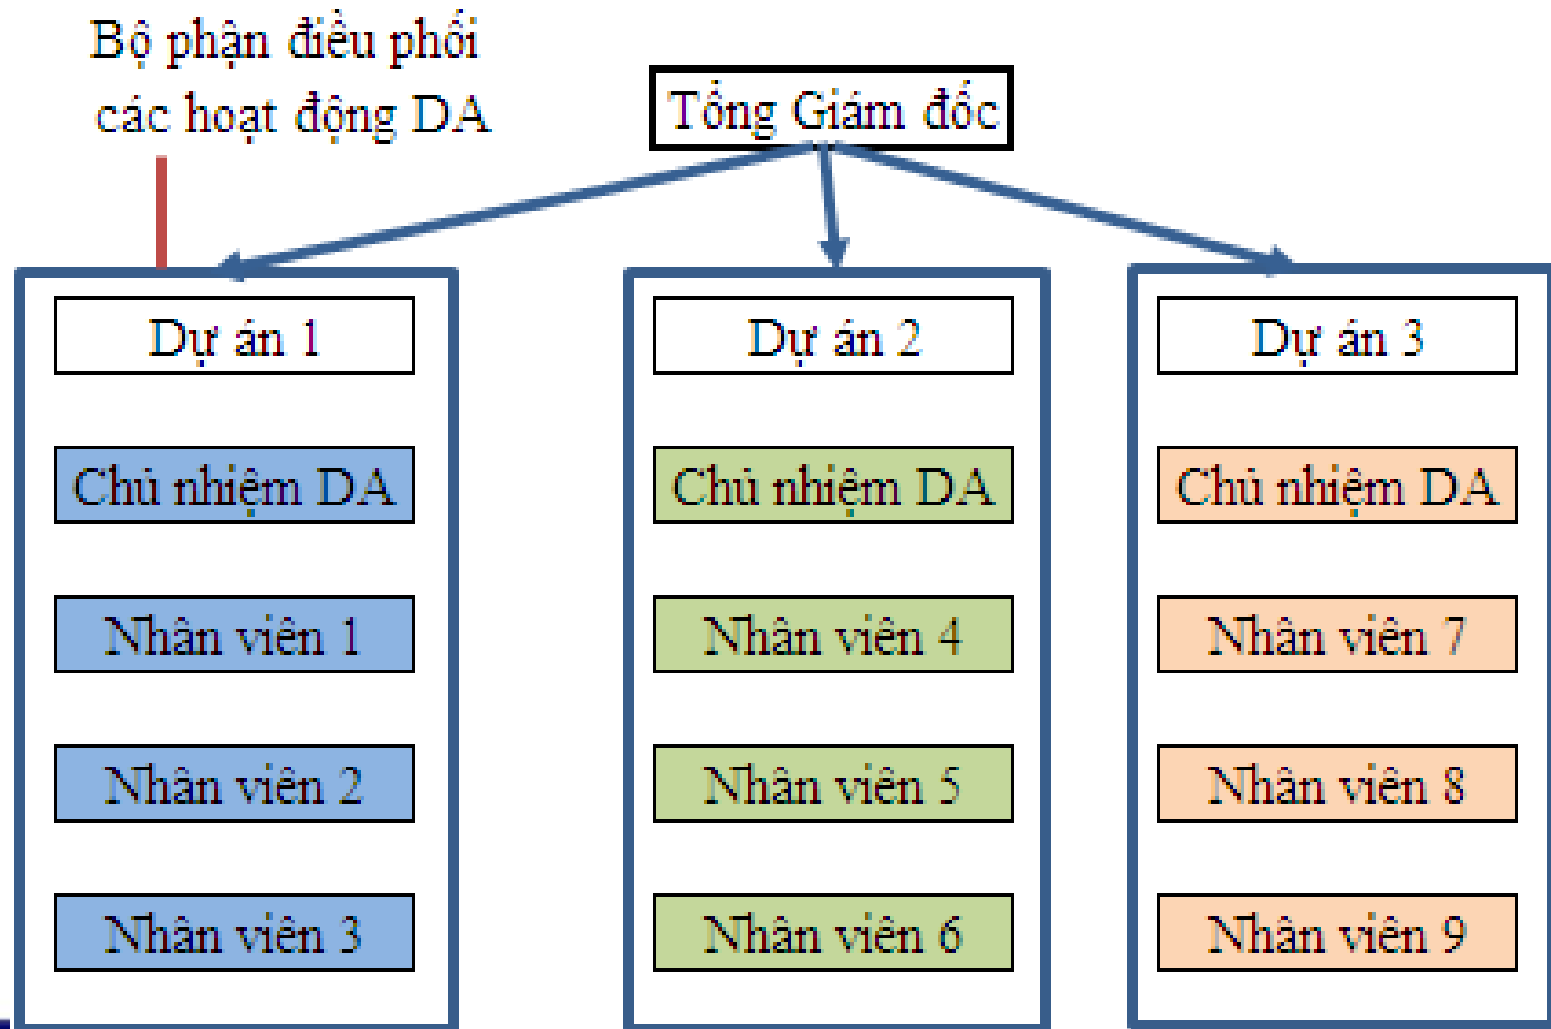 Bộ phận điều phối
các hoạt động DA
Tổng Giám đốc
Dự án 1
Chủ nhiệm DA
Nhân viên 1
Nhân viên 2
Nhân viên 3
Dự án 2
Chủ nhiệm DA
Nhân viên 4
Nhân viên 5
Nhân viên 6
Dự án 3
Chủ nhiệm DA
Nhân viên 7
Nhân viên 8
Nhân viên 9